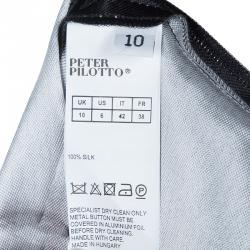 10
PETER
PILOTTO®
UK US IT FR
10 6 42 38
100% SILK
SPECIALIST DRY CLEAN ONLY
METAL BUTTON MUST BE
COVERED IN ALUMINIUM FOIL
BEFORE DRY CLEANING
HANDLE WITH CARE
MADE IN HUNGARY